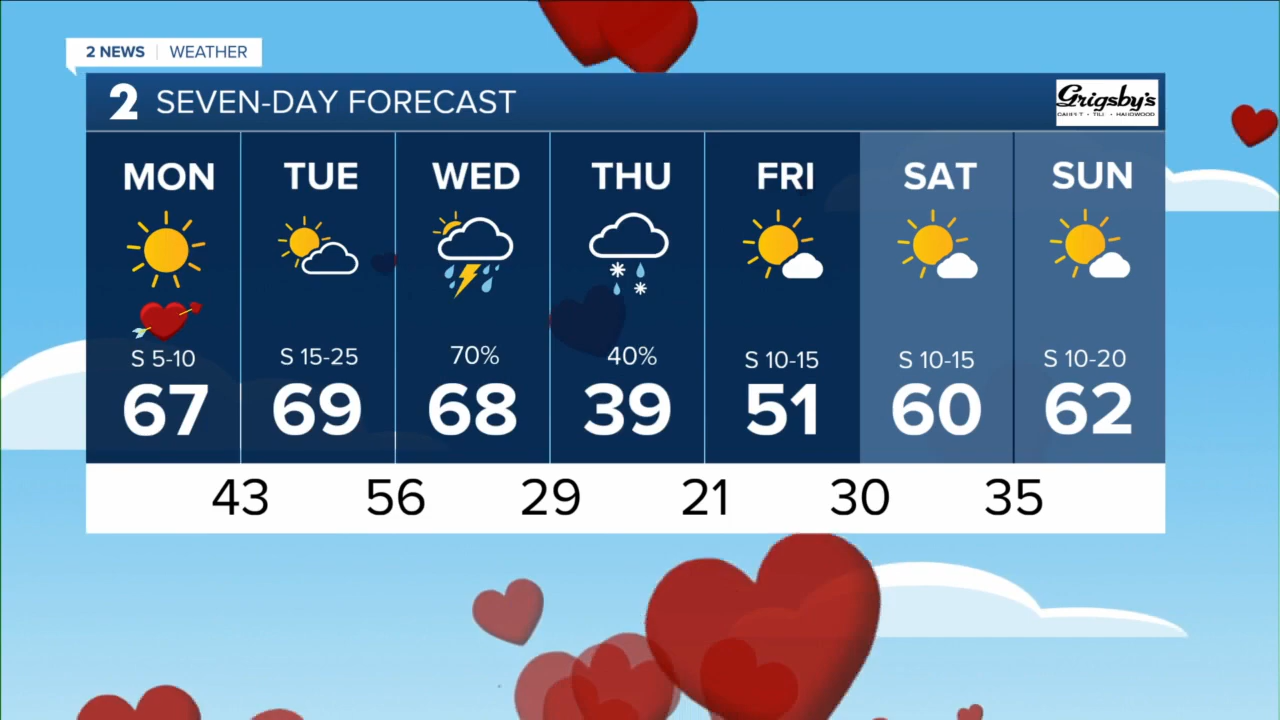 2 NEWS | WEATHER
2 SEVEN-DAY FORECAST
Grigsby's
MON TUE WED THU FRI SAT SUN
S 5-10 S 15-25 70% 40% S 10-15 S 10-15 S 10-20
67 69 68 39 51 60 62
43 56 29 21 30 35